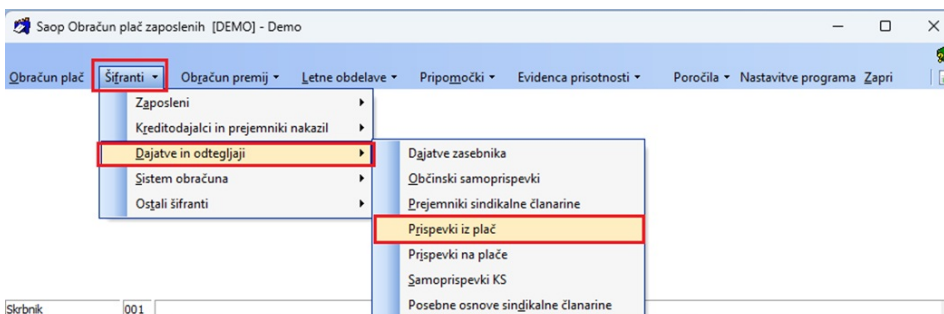 Saop Obračun plač zaposlenih [DEMO] - Demo
Obračun plač Šifranti Obračun premij Letne obdelave Pripomočki Evidenca prisotnosti Poročila Nastavitve programa Zapri
Zaposleni
Kreditodajalci in prejemniki nakazil
Dajatve in odtegljaji
Sistem obračuna
Ostali šifranti
Dajatve zasebnika
Občinski samoprispevki
Prejemniki sindikalne članarine
Prispevki iz plač
Prispevki na plače
Samoprispevki KS
Posebne osnove sindikalne članarine
Skrbnik 001